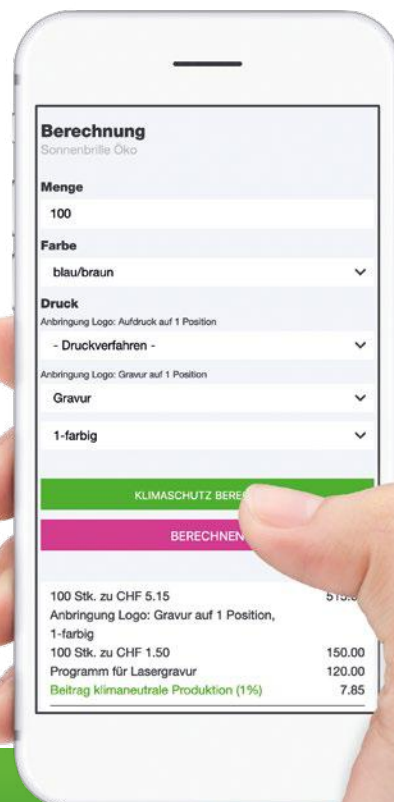 Berechnung
Sonnenbrille Öko
Menge
100
Farbe
blau/braun
Druck
Anbringung Logo: Aufdruck auf 1 Position
- Druckverfahren -
Anbringung Logo: Gravur auf 1 Position
Gravur
1-farbig
KLIMASCHUTZ
BERECHNEN
100 Stk. zu CHF 5.15
Anbringung Logo: Gravur auf 1 Position,
1-farbig
100 Stk. zu CHF 1.50 150.00
Programm für Lasergravur 120.00
Beitrag klimaneutrale Produktion (1%) 7.85